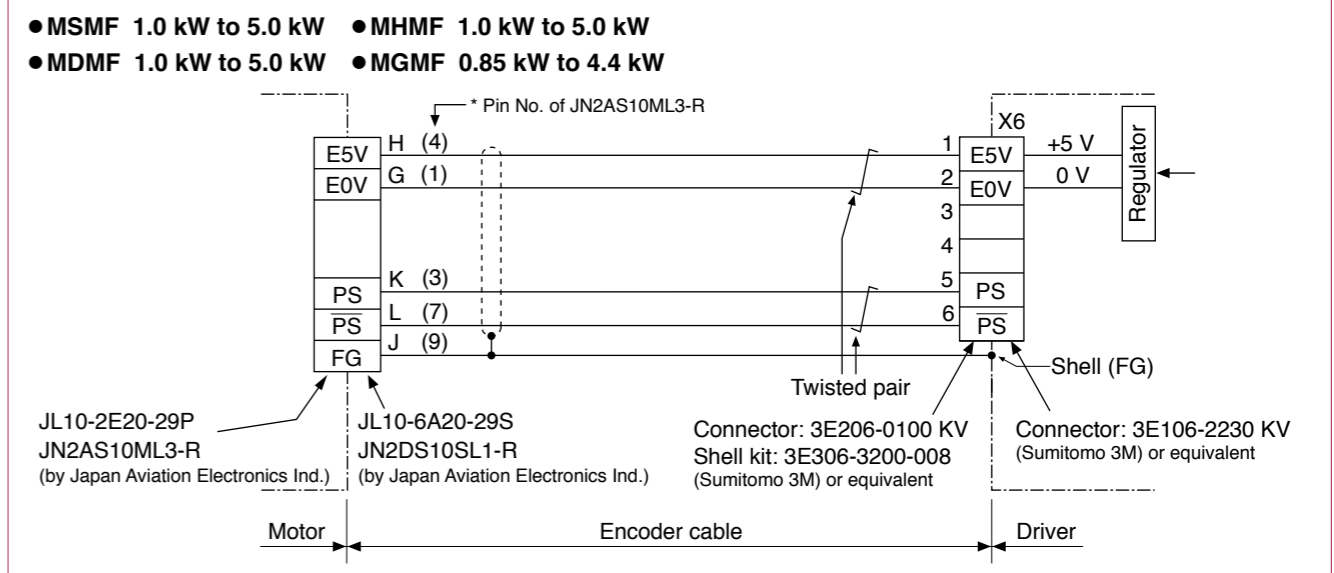 ●MSMF 1.0 kW to 5.0 kW ●MHMF 1.0 kW to 5.0 kW
●MDMF 1.0 kW to 5.0 kW ●MGMF 0.85 kW to 4.4 kW
* Pin No. of JN2AS10ML3-R
X6
E5V H (4) 1 E5V +5 V
E0V G (1) 2 E0V 0 V
Regulator
3
4
PS K (3) 5 PS
P̅S̅ L (7) 6 P̅S̅
FG J (9)
Shell (FG)
Twisted pair
JL10-2E20-29P
JN2AS10ML3-R
(by Japan Aviation Electronics Ind.)
JL10-6A20-29S
JN2DS10SL1-R
(by Japan Aviation Electronics Ind.)
Connector: 3E206-0100 KV
Shell kit: 3E306-3200-008
(Sumitomo 3M) or equivalent
Connector: 3E106-2230 KV
(Sumitomo 3M) or equivalent
Motor
Encoder cable
Driver